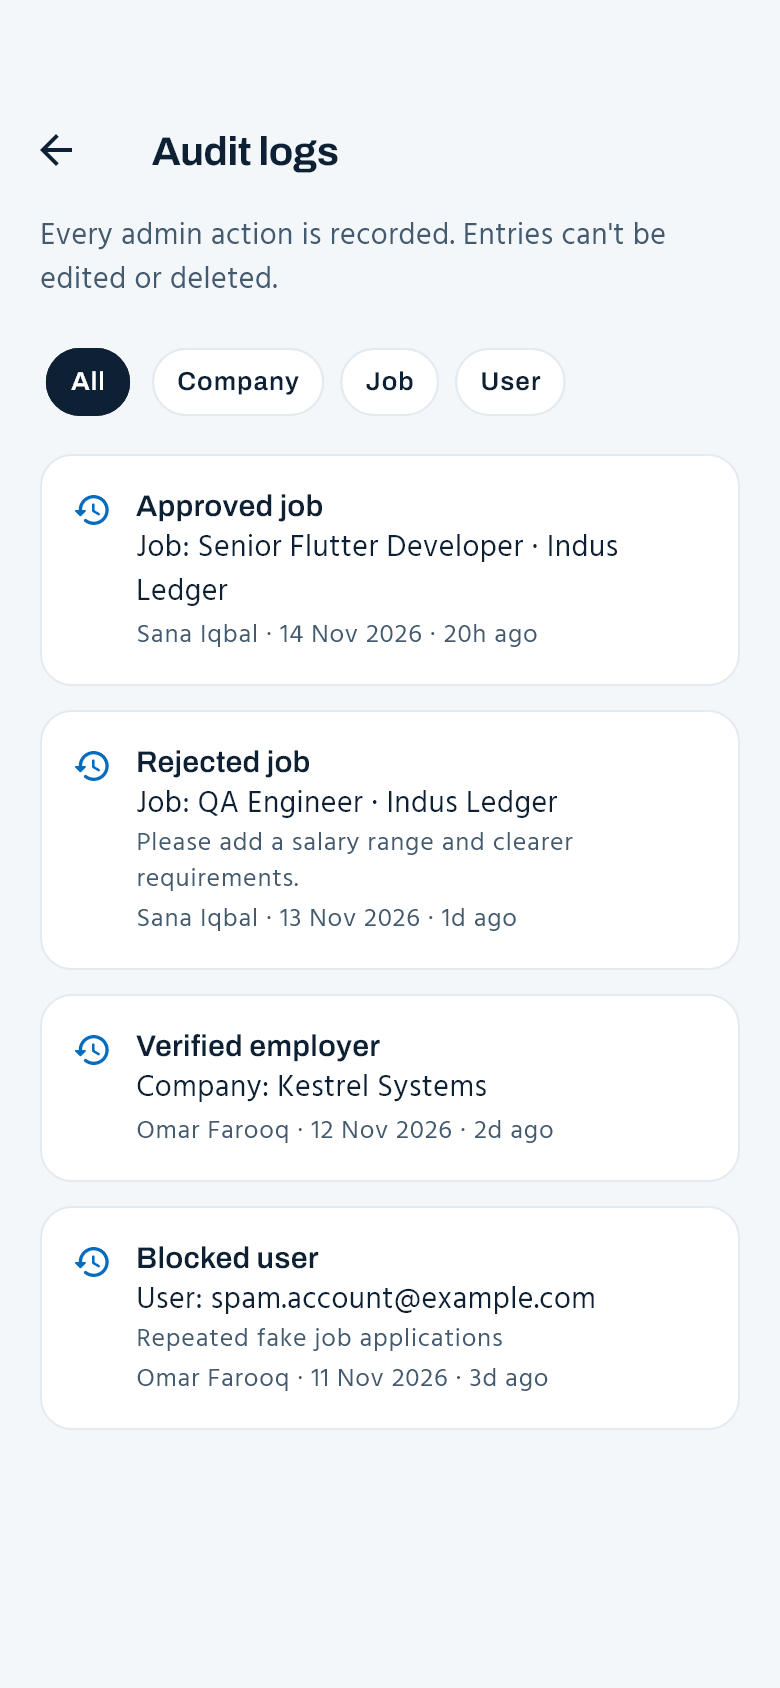 Audit logs
Every admin action is recorded. Entries can't be
edited or deleted.
All
Company
Job
User
Approved job
Job: Senior Flutter Developer · Indus
Ledger
Sana Iqbal · 14 Nov 2026 · 20h ago
Rejected job
Job: QA Engineer · Indus Ledger
Please add a salary range and clearer
requirements.
Sana Iqbal · 13 Nov 2026 · 1d ago
Verified employer
Company: Kestrel Systems
Omar Farooq · 12 Nov 2026 · 2d ago
Blocked user
User: spam.account@example.com
Repeated fake job applications
Omar Farooq · 11 Nov 2026 · 3d ago